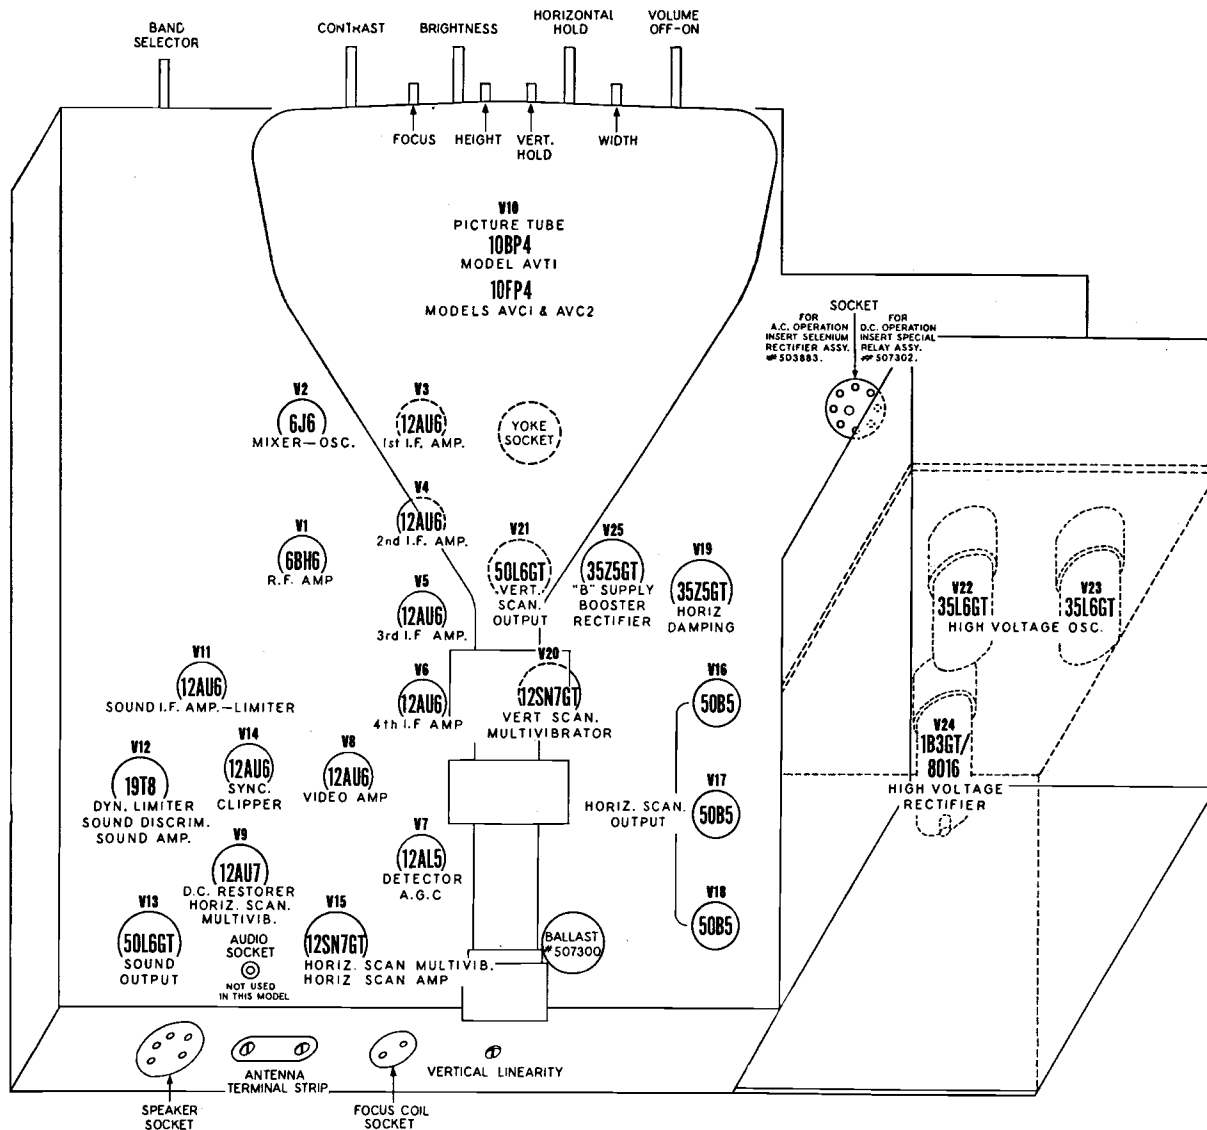 BAND
SELECTOR
CONTRAST
BRIGHTNESS
HORIZONTAL
HOLD
VOLUME
OFF-ON
FOCUS
HEIGHT
VERT.
HOLD
WIDTH
V10
PICTURE TUBE
10BP4
MODEL AVT1
10FP4
MODELS AVC1 & AVC2
SOCKET
FOR
A.C. OPERATION
INSERT SELENIUM
RECTIFIER ASSY.
#503883.
FOR
D.C. OPERATION
INSERT SPECIAL
RELAY ASSY.
#507302.
V2
6J6
MIXER—OSC.
V3
12AU6
1st I.F. AMP.
YOKE
SOCKET
V4
12AU6
2nd I.F. AMP.
V1
6BH6
R.F. AMP
V21
50L6GT
VERT.
SCAN.
OUTPUT
V25
35Z5GT
"B" SUPPLY
BOOSTER
RECTIFIER
V19
35Z5GT
HORIZ
DAMPING
V5
12AU6
3rd I.F. AMP.
V22
35L6GT
V23
35L6GT
HIGH VOLTAGE OSC.
V11
12AU6
SOUND I.F. AMP.—LIMITER
V6
12AU6
4th I.F. AMP
V20
12SN7GT
VERT SCAN.
MULTIVIBRATOR
V16
50B5
V24
1B3GT/
8016
HIGH VOLTAGE
RECTIFIER
V12
19T8
DYN. LIMITER
SOUND DISCRIM.
SOUND AMP.
V14
12AU6
SYNC.
CLIPPER
V8
12AU6
VIDEO AMP
HORIZ. SCAN.
OUTPUT
V17
50B5
V9
12AU7
D.C. RESTORER
HORIZ. SCAN.
MULTIVIB.
V7
12AL5
DETECTOR
A.G.C
V18
50B5
V13
50L6GT
SOUND
OUTPUT
AUDIO
SOCKET
NOT USED
IN THIS MODEL
V15
12SN7GT
HORIZ. SCAN MULTIVIB.
HORIZ SCAN AMP
BALLAST
#507300
ANTENNA
TERMINAL STRIP
VERTICAL LINEARITY
SPEAKER
SOCKET
FOCUS COIL
SOCKET